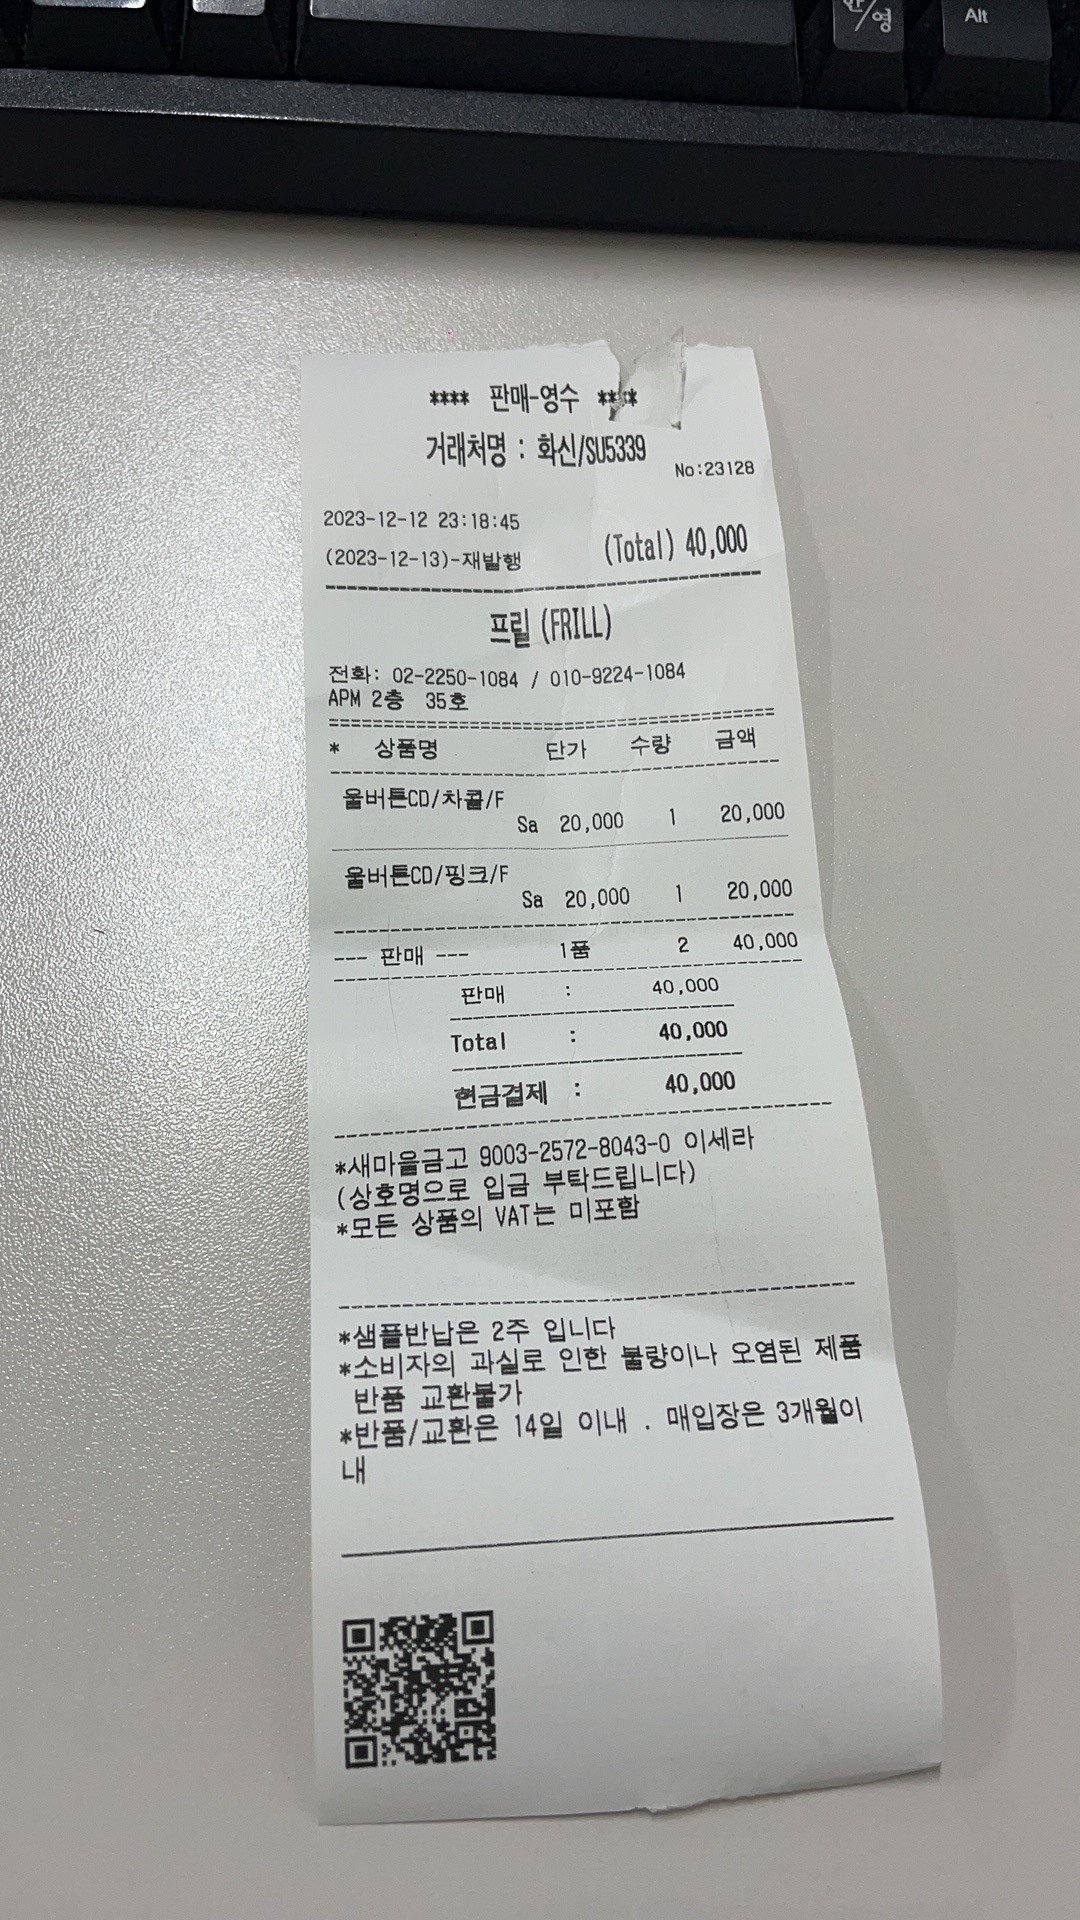 한/영
Alt
**** 판매-영수 ****
거래처명 : 화신/SU5339
No:23128
2023-12-12 23:18:45
(2023-12-13)-재발행 (Total) 40,000
프릴 (FRILL)
전화: 02-2250-1084 / 010-9224-1084
APM 2층 35호
* 상품명 단가 수량 금액
울버튼CD/차콜/F
Sa 20,000 1 20,000
울버튼CD/핑크/F
Sa 20,000 1 20,000
--- 판매 --- 1품 2 40,000
판매 : 40,000
Total : 40,000
현금결제 : 40,000
*새마을금고 9003-2572-8043-0 이세라
(상호명으로 입금 부탁드립니다)
*모든 상품의 VAT는 미포함
*샘플반납은 2주 입니다
*소비자의 과실로 인한 불량이나 오염된 제품
반품 교환불가
*반품/교환은 14일 이내 . 매입장은 3개월이
내